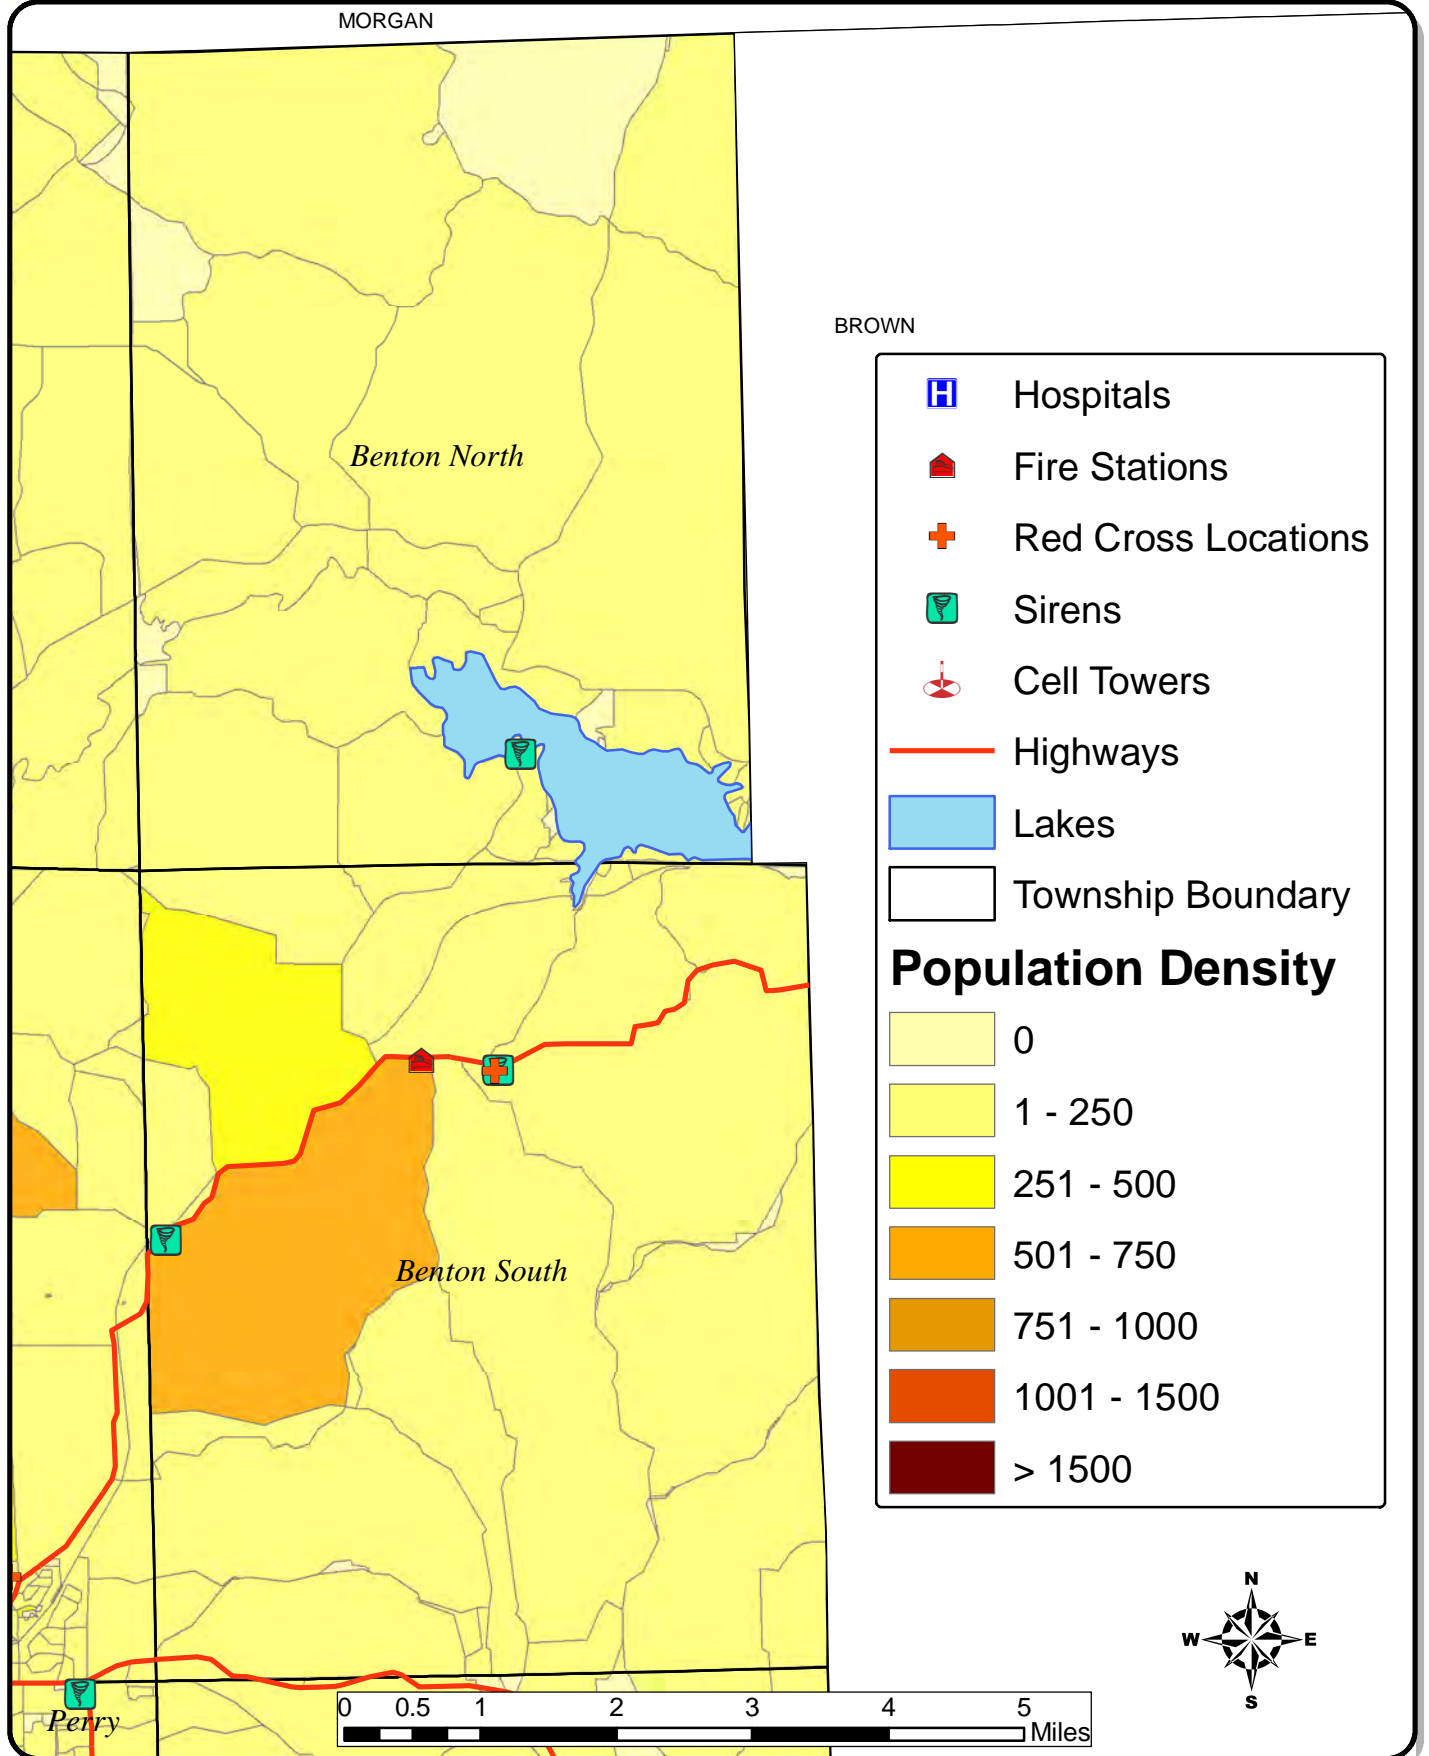 MORGAN
BROWN
H Hospitals
Fire Stations
Red Cross Locations
Sirens
Cell Towers
Highways
Lakes
Township Boundary
Population Density
0
1 - 250
251 - 500
501 - 750
751 - 1000
1001 - 1500
> 1500
Benton North
Benton South
Perry
N
W E
S
0 0.5 1 2 3 4 5
Miles